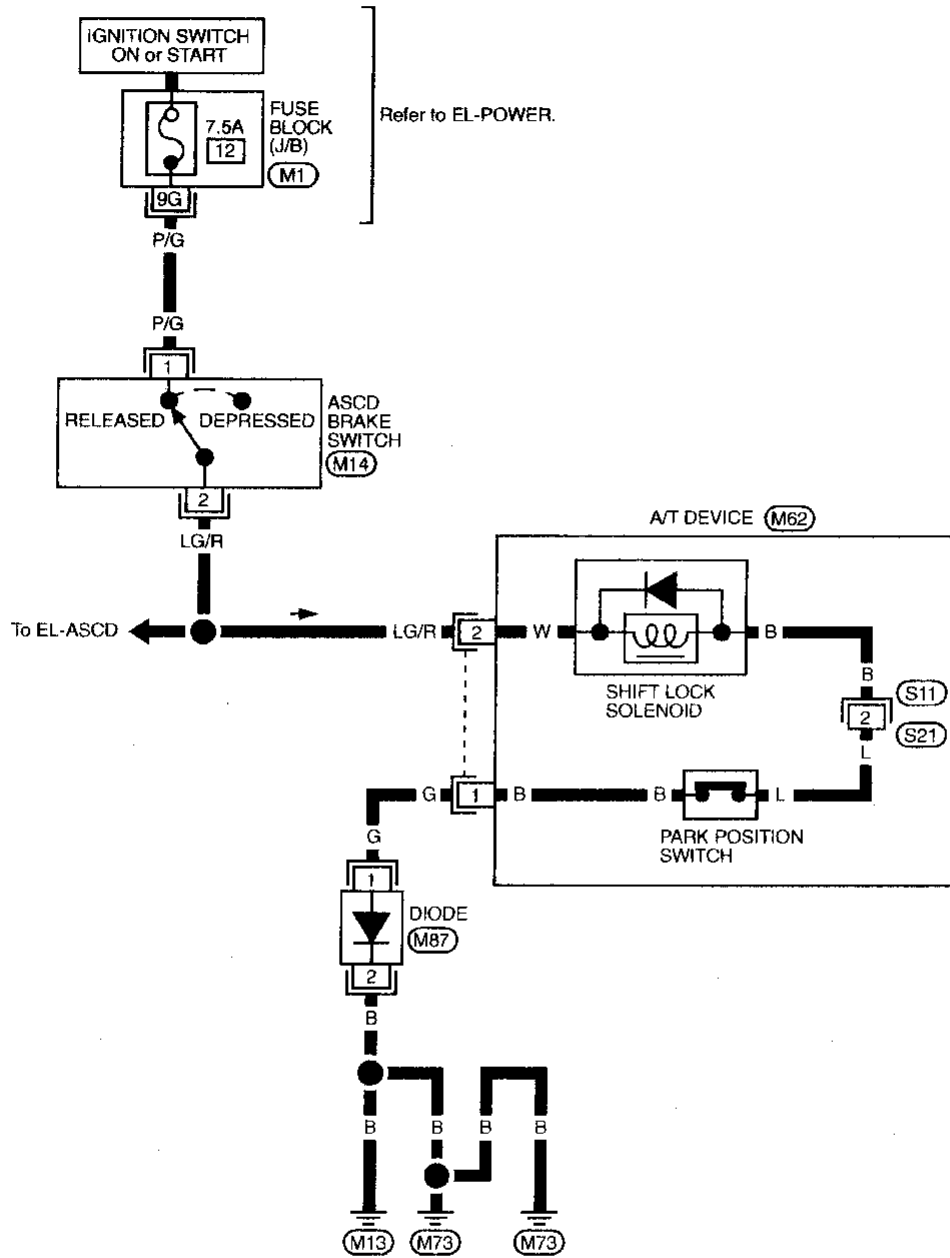 IGNITION SWITCH
ON or START
FUSE
BLOCK
(J/B)
M1
7.5A
12
Refer to EL-POWER.
9G
P/G
P/G
1
RELEASED
DEPRESSED
ASCD
BRAKE
SWITCH
M14
2
LG/R
To EL-ASCD
LG/R
2
A/T DEVICE
M62
W
B
SHIFT LOCK
SOLENOID
B
S11
2
S21
L
G
1
B
B
L
PARK POSITION
SWITCH
G
1
DIODE
M87
2
B
B
B
B
B
M13
M73
M73